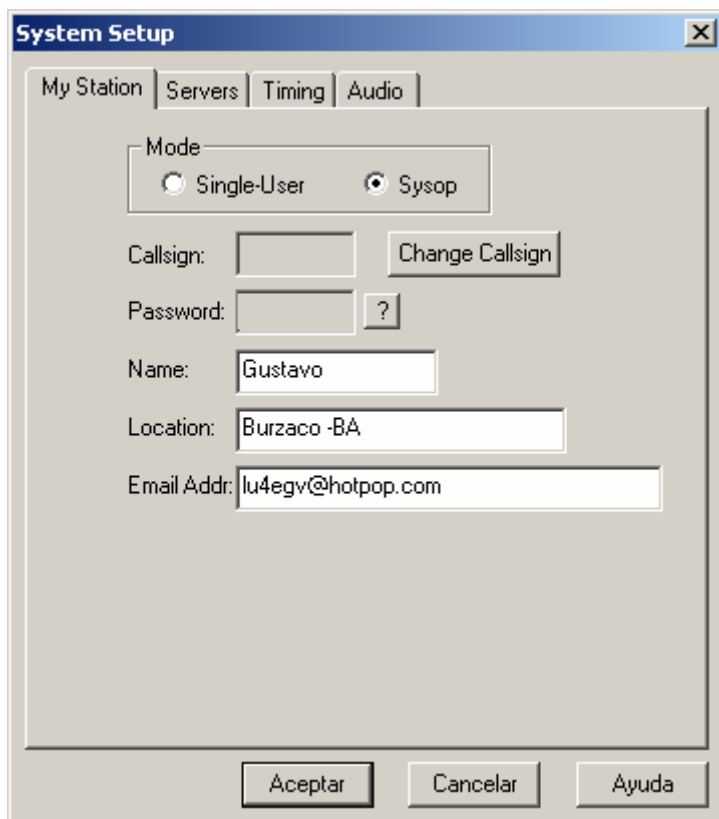 System Setup
My Station Servers Timing Audio
Mode
Single-User Sysop
Callsign: Change Callsign
Password: ?
Name: Gustavo
Location: Burzaco -BA
Email Addr: lu4egv@hotpop.com
Aceptar Cancelar Ayuda